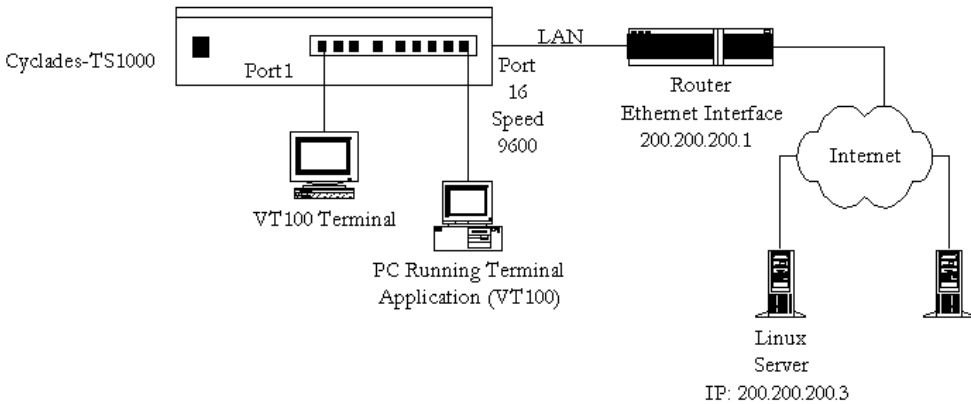 Cyclades-TS1000
Port1
Port
16
Speed
9600
LAN
Router
Ethernet Interface
200.200.200.1
Internet
VT100 Terminal
PC Running Terminal
Application (VT100)
Linux
Server
IP: 200.200.200.3